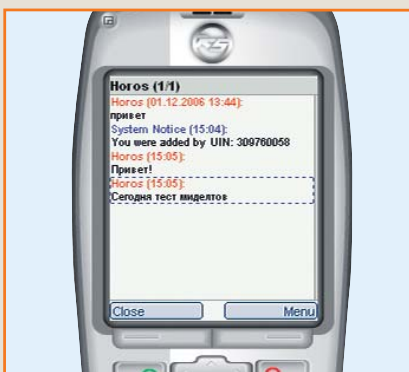 Horos (1/1)
Horos (01.12.2006 13:44):
привет
System Notice (15:04):
You were added by UIN: 309760058
Horos (15:05):
Привет!
Horos (15:05):
Сегодня тест миделтов
Close Menu